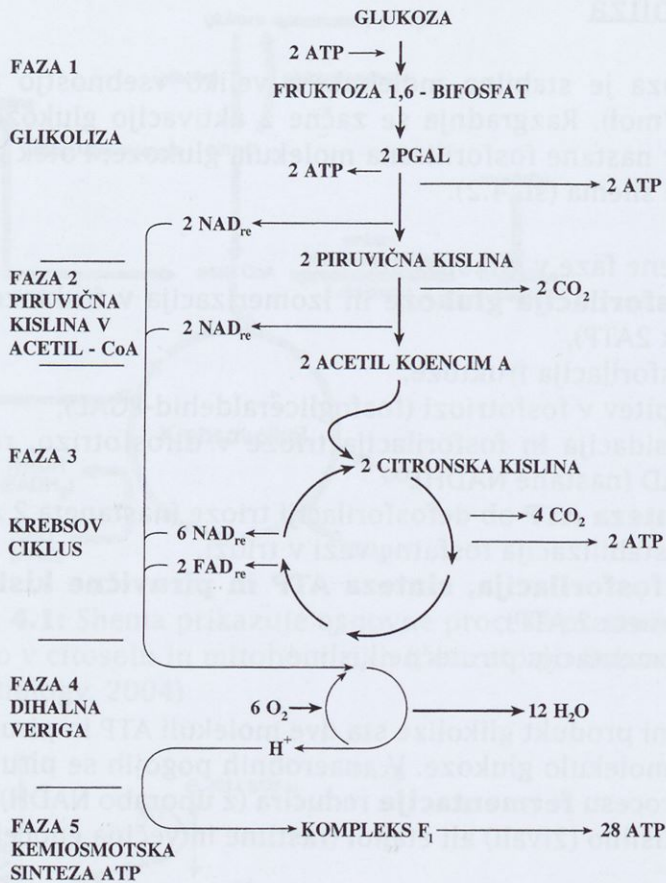 GLUKOZA
2 ATP
FAZA 1
FRUKTOZA 1,6 - BIFOSFAT
GLIKOLIZA
2 PGAL
2 ATP
2 ATP
2 NADre
FAZA 2
PIRUVIČNA
KISLINA V
ACETIL - CoA
2 PIRUVIČNA KISLINA
2 CO2
2 NADre
2 ACETIL KOENCIM A
FAZA 3
2 CITRONSKA KISLINA
KREBSOV
CIKLUS
4 CO2
6 NADre
2 ATP
2 FADre
FAZA 4
DIHALNA
VERIGA
6 O2
12 H2O
H+
FAZA 5
KEMIOSMOTSKA
SINTEZA ATP
KOMPLEKS F1
28 ATP